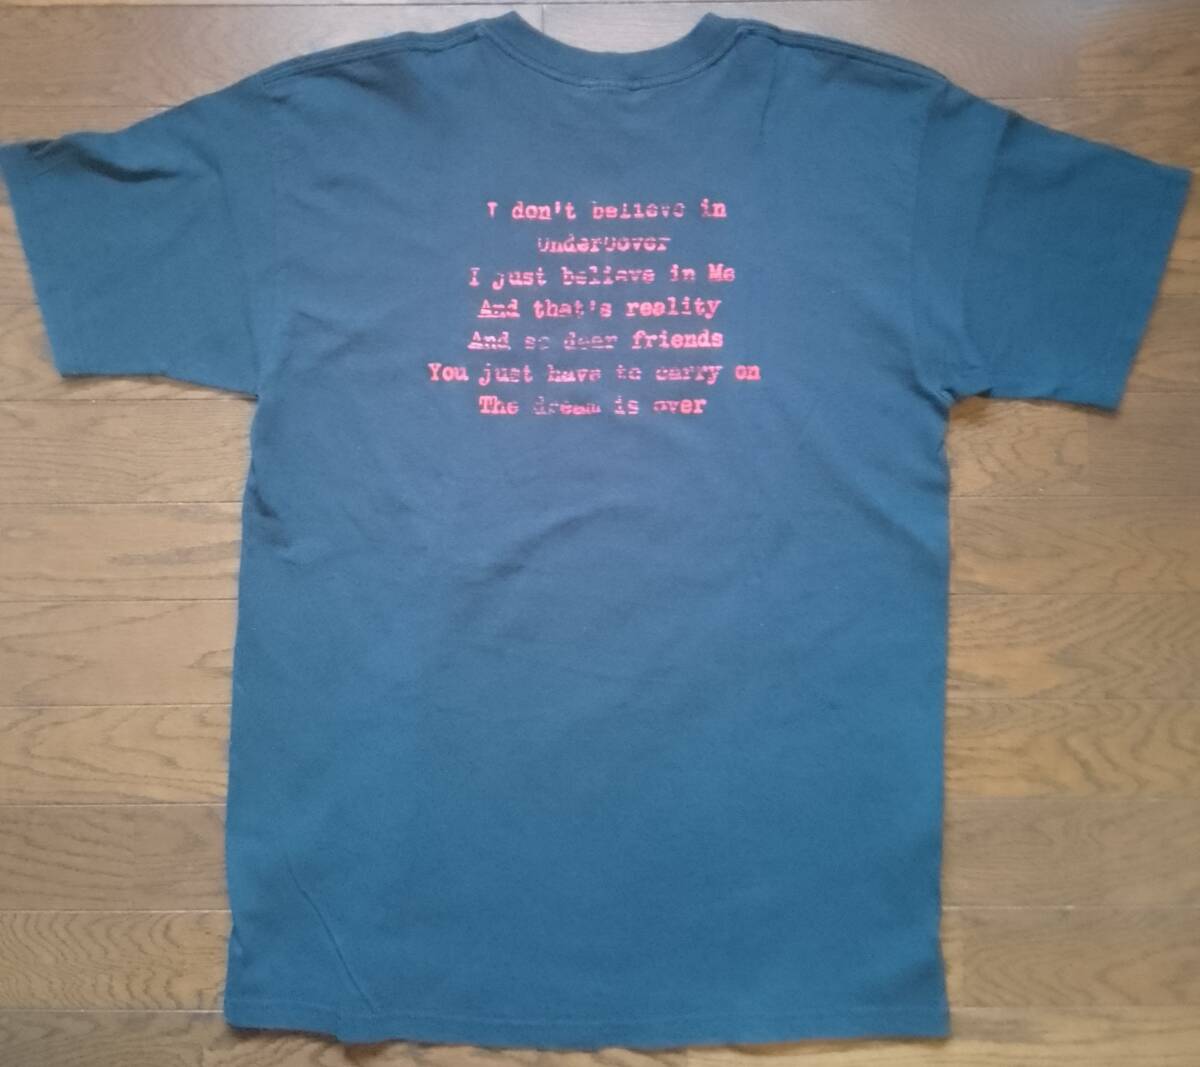 I don't believe in
UnderCover
I just believe in Me
And that's reality
And so dear friends
You just have to carry on
The dream is over